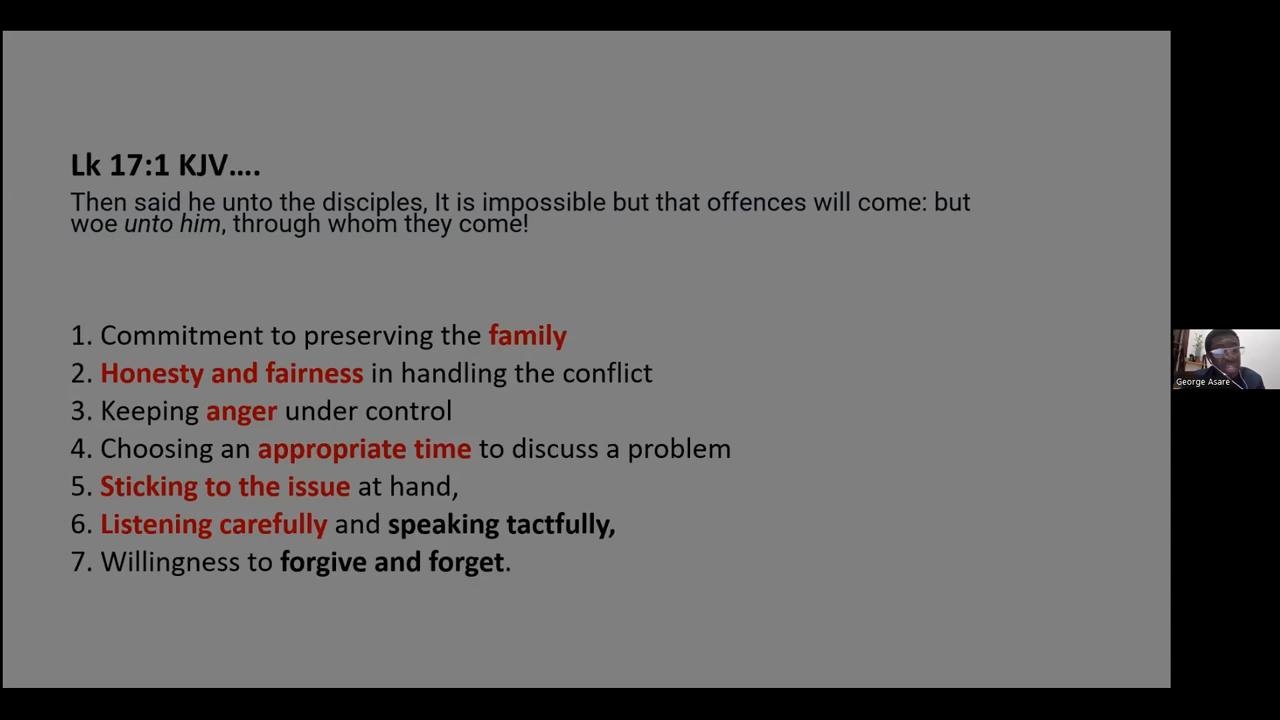 Lk 17:1 KJV....
Then said he unto the disciples, It is impossible but that offences will come: but
woe unto him, through whom they come!
1. Commitment to preserving the family
2. Honesty and fairness in handling the conflict
3. Keeping anger under control
4. Choosing an appropriate time to discuss a problem
5. Sticking to the issue at hand,
6. Listening carefully and speaking tactfully,
7. Willingness to forgive and forget.
George Asare